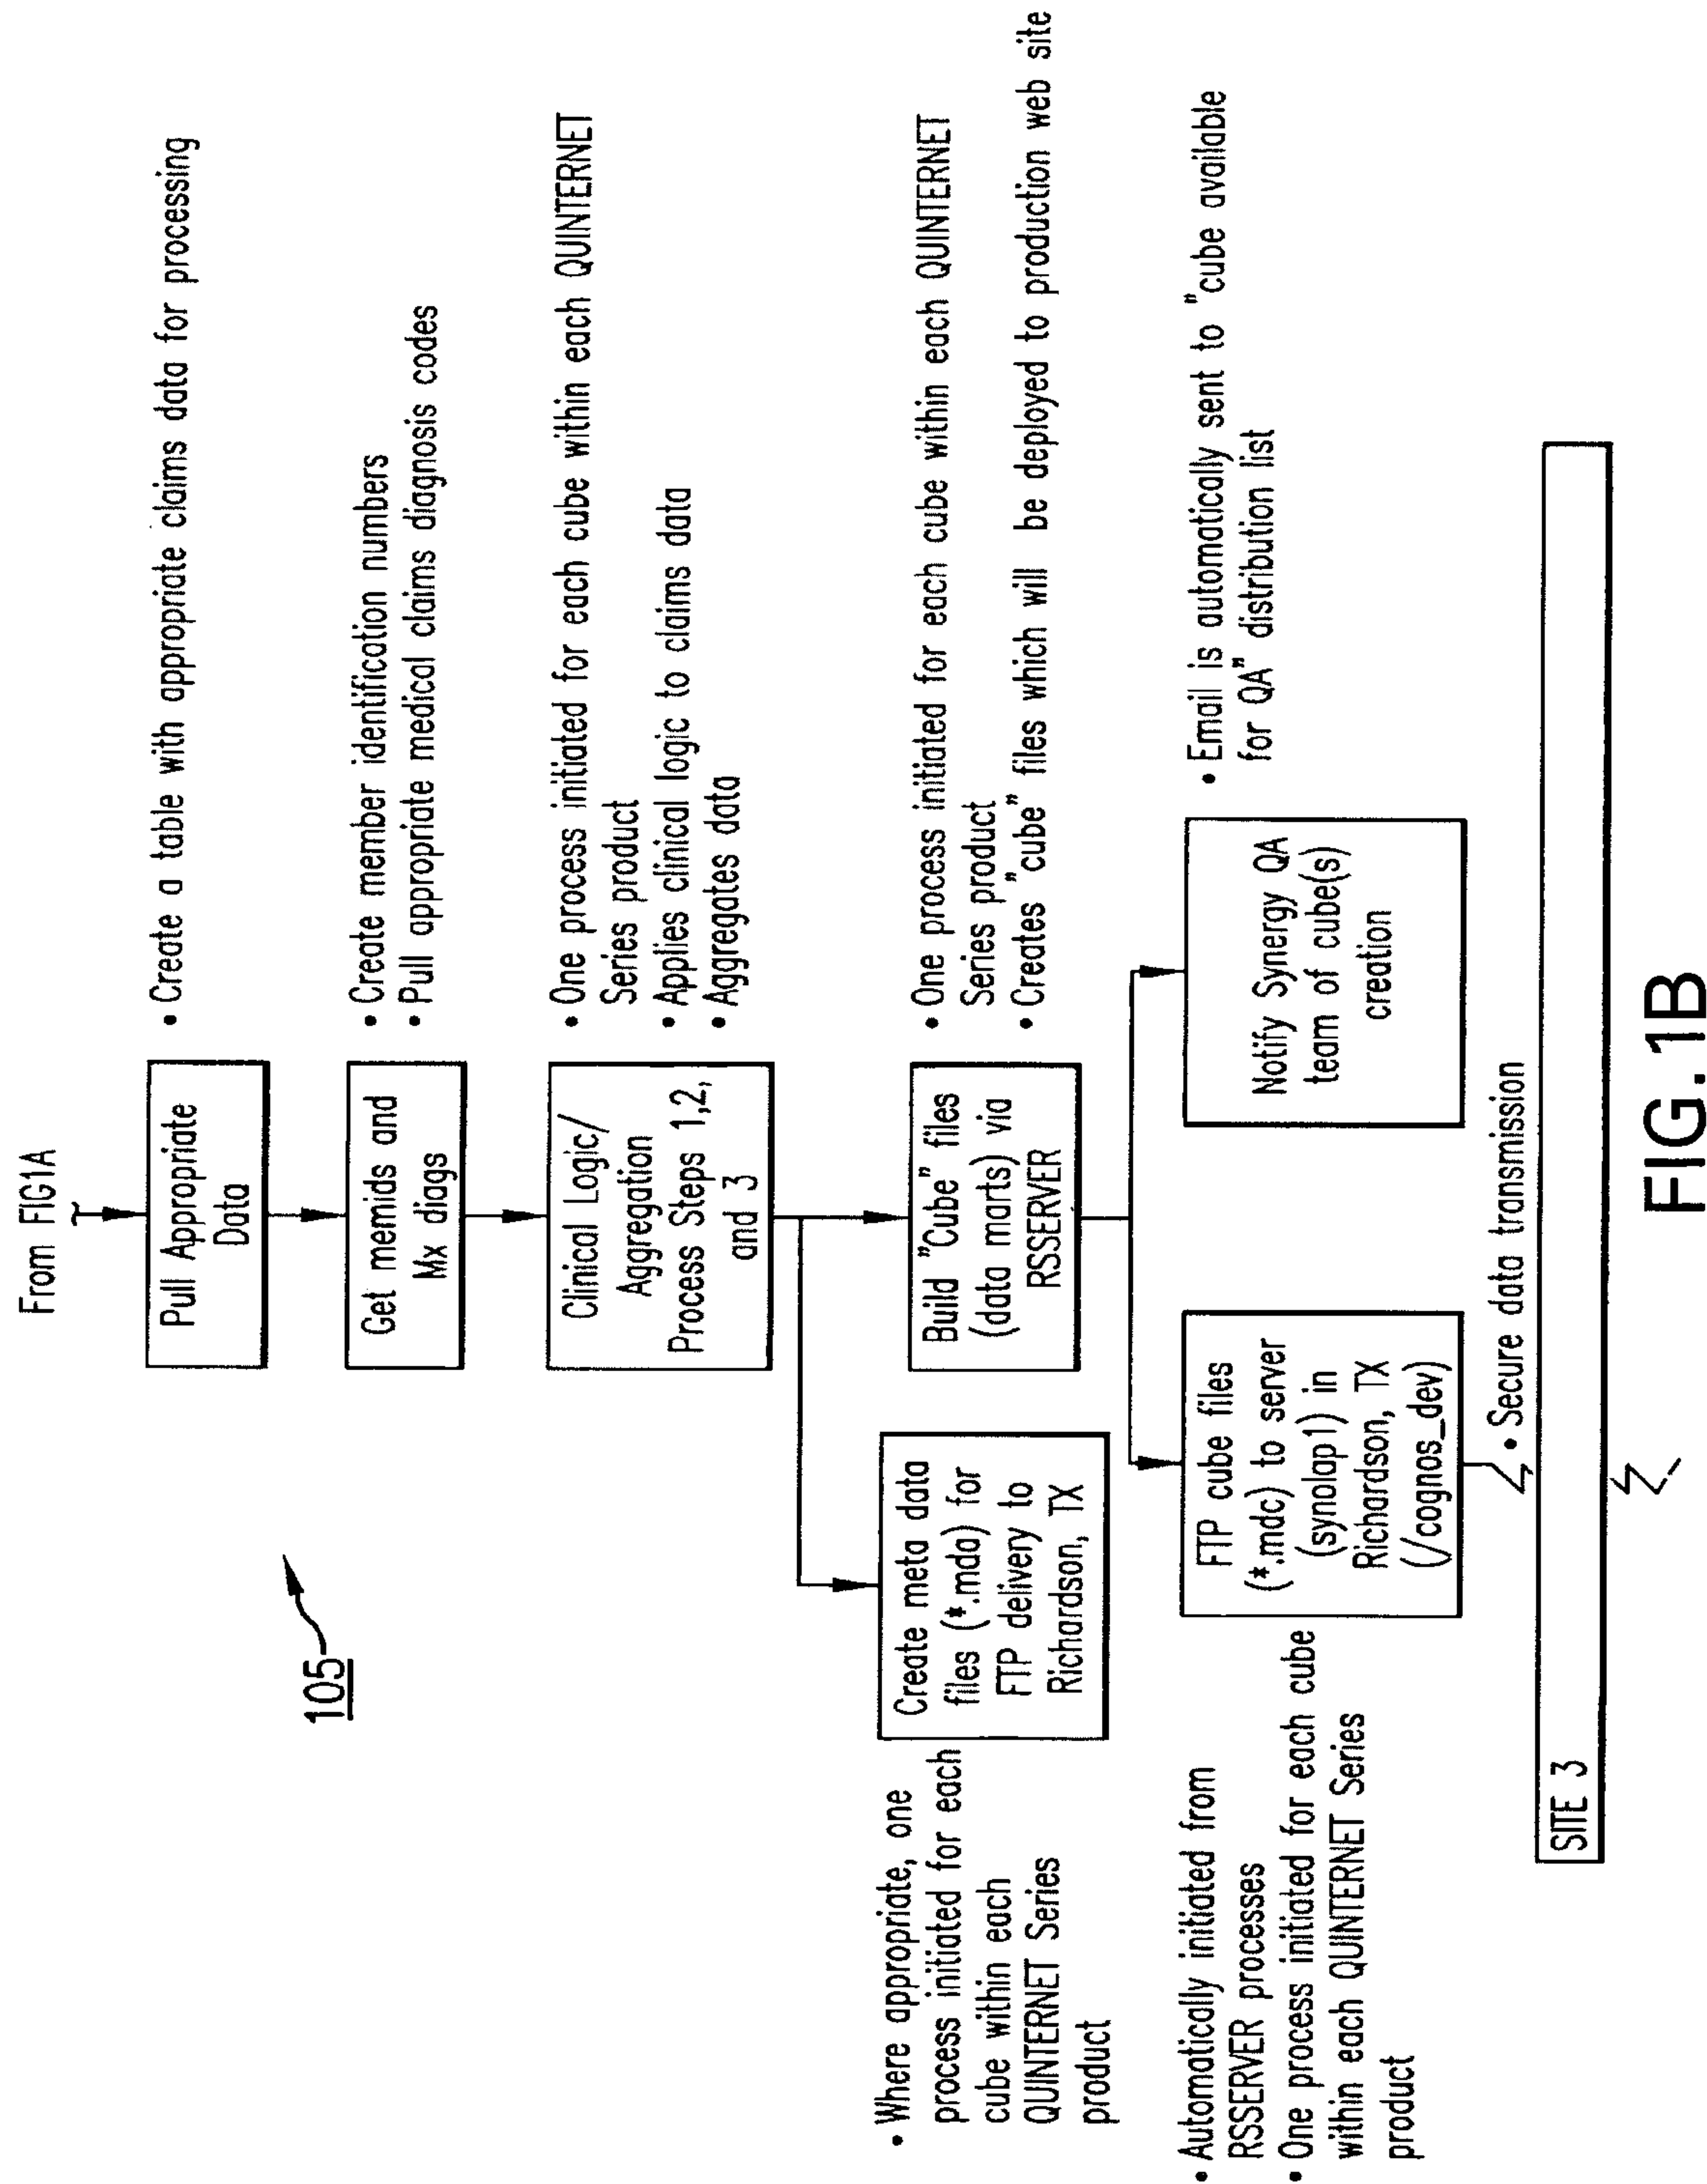 From FIG1A
Pull Appropriate
Data
• Create a table with appropriate claims data for processing
105
Get memids and
Mx diags
• Create member identification numbers
• Pull appropriate medical claims diagnosis codes
Clinical Logic/
Aggregation
Process Steps 1,2,
and 3
• One process initiated for each cube within each QUINTERNET
Series product
• Applies clinical logic to claims data
• Aggregates data
• Where appropriate, one
process initiated for each
cube within each
QUINTERNET Series
product
Create meta data
files (*.mda) for
FTP delivery to
Richardson, TX
Build "Cube" files
(data marts) via
RSSERVER
• One process initiated for each cube within each QUINTERNET
Series product
• Creates "cube" files which will be deployed to production web site
• Automatically initiated from
RSSERVER processes
• One process initiated for each cube
within each QUINTERNET Series
product
FTP cube files
(*.mdc) to server
(synolap1) in
Richardson, TX
(/cognos_dev)
Notify Synergy QA
team of cube(s)
creation
• Email is automatically sent to "cube available
for QA" distribution list
• Secure data transmission
SITE 3
FIG.1B